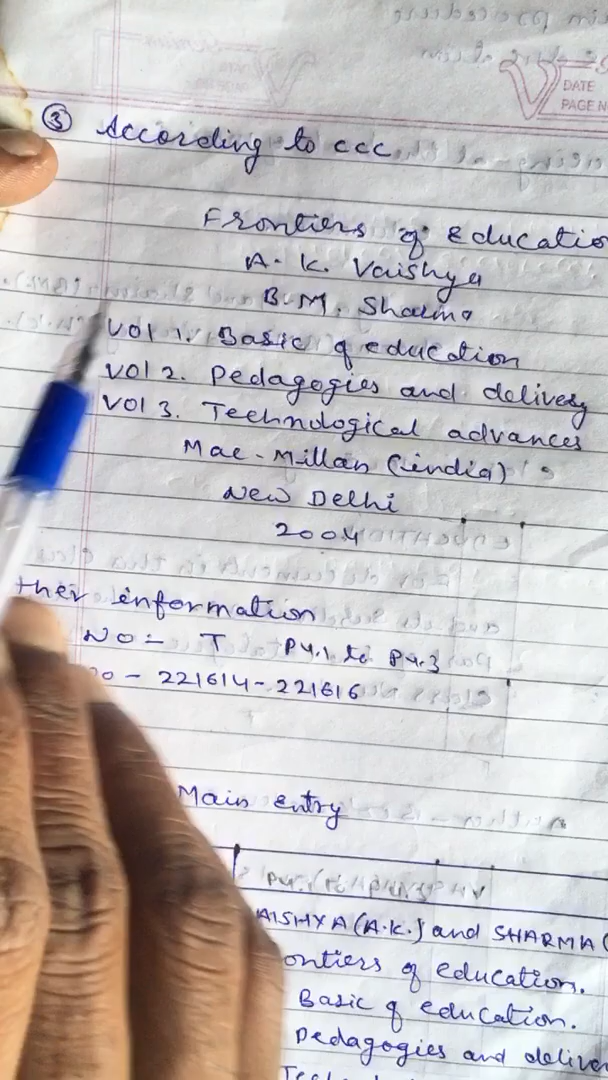 DATE
PAGE N
③ According to ccc
Frontiers of educatio
A. K. Vaishya
B. M. Sharma
Vol 1. Basic of education
Vol 2. Pedagogies and delivery
Vol 3. Technological advances
Mac-Millan (india)
New Delhi
2004
ther information
No - T P4.1 to P4.3
no - 221614-221616
Main entry
AISHYA (A.K.) and SHARMA (
ontiers of education.
Basic of education.
Pedagogies and deliver